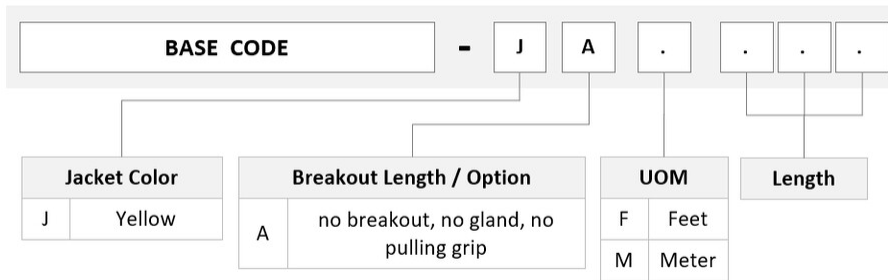 BASE CODE - J A . . . .
Jacket Color
J Yellow
Breakout Length / Option
A no breakout, no gland, no
pulling grip
UOM
F Feet
M Meter
Length